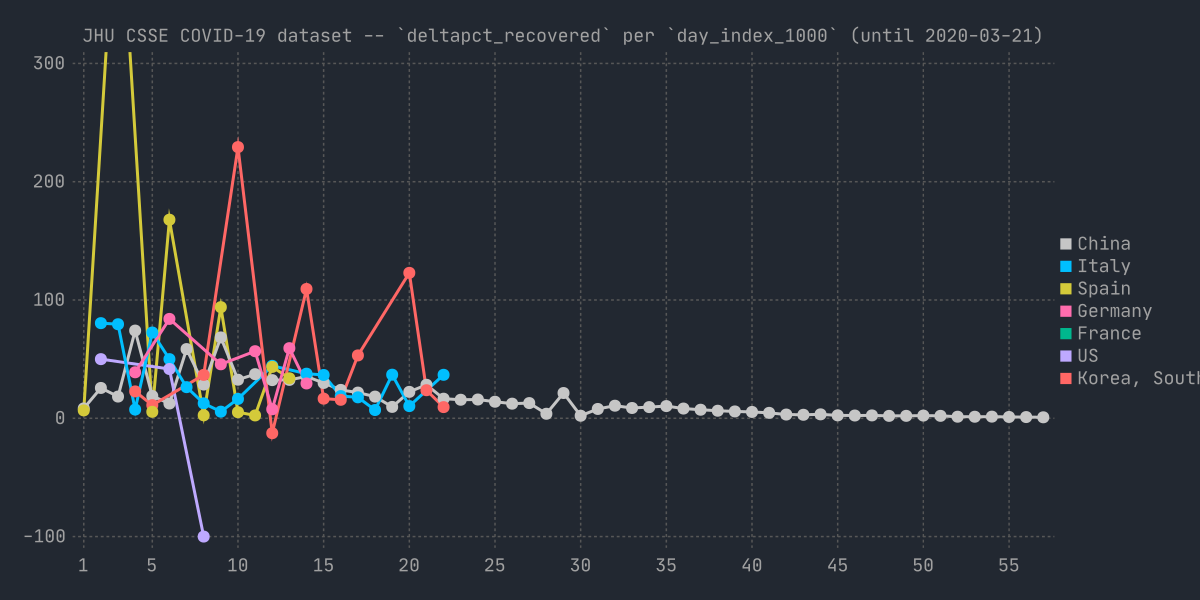 JHU CSSE COVID-19 dataset -- `deltapct_recovered` per `day_index_1000` (until 2020-03-21)
300
200
100
0
-100
1 5 10 15 20 25 30 35 40 45 50 55
China
Italy
Spain
Germany
France
US
Korea, South